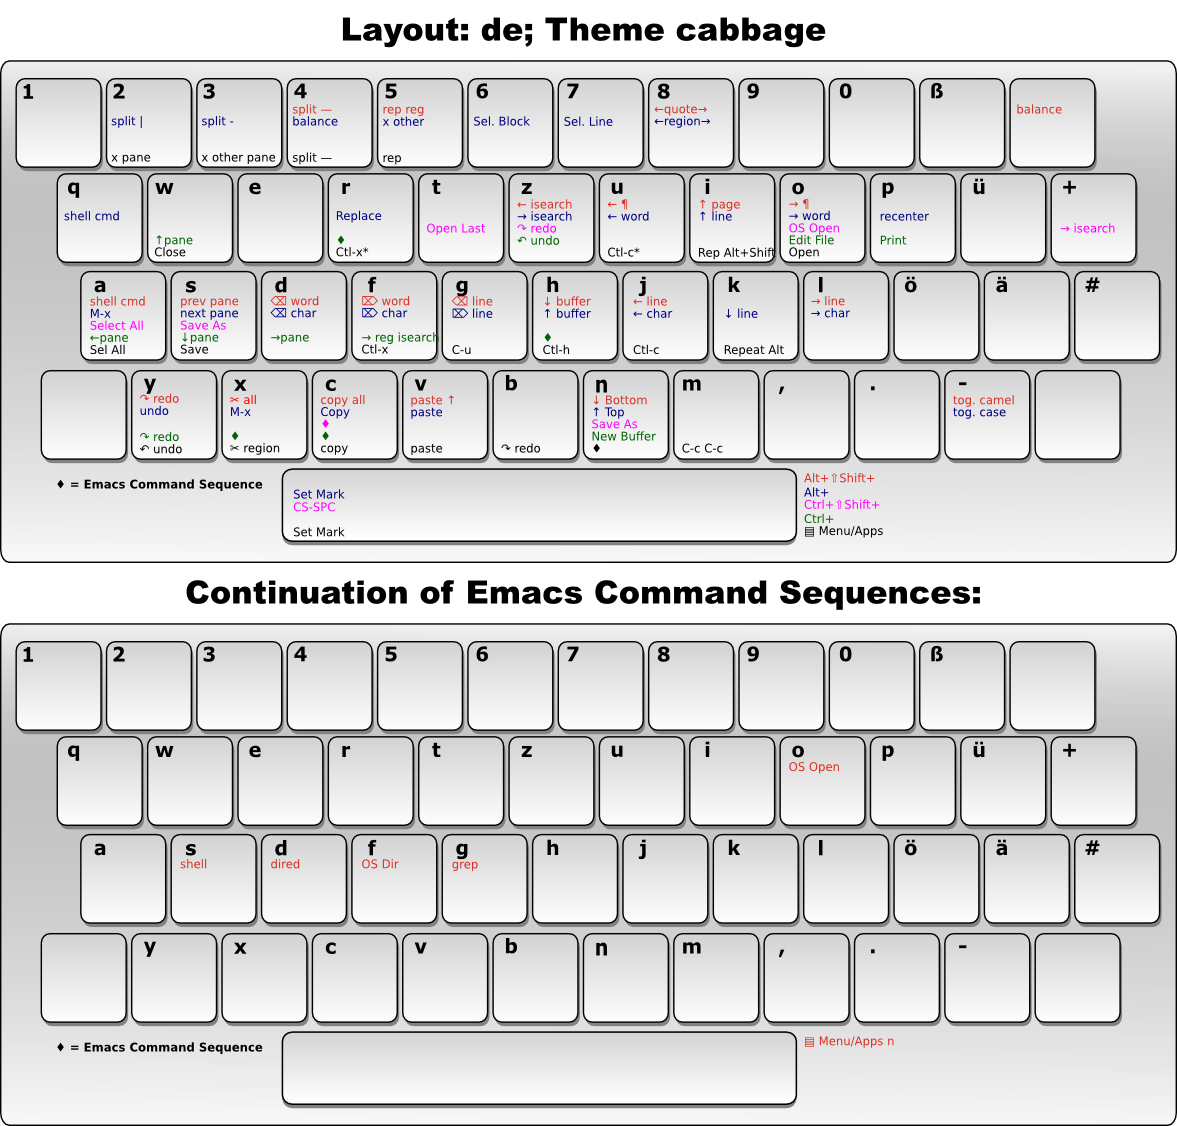 Layout: de; Theme cabbage
1 2 3 4 5 6 7 8 9 0 ß
split — rep reg ←quote→ balance
split | split - balance x other Sel. Block Sel. Line ←region→
x pane x other pane split — rep
q w e r t z u i o p ü +
← isearch ← ¶ ↑ page → ¶
shell cmd Replace → isearch ← word ↑ line → word recenter
Open Last ↷ redo OS Open → isearch
↑pane ♦ ↶ undo Edit File Print
Close Ctl-x* Ctl-c* Rep Alt+Shift Open
a s d f g h j k l ö ä #
shell cmd prev pane ⌫ word ⌦ word ⌫ line ↓ buffer ← line → line
M-x next pane ⌫ char ⌦ char ⌦ line ↑ buffer ← char ↓ line → char
Select All Save As
←pane ↓pane →pane → reg isearch ♦
Sel All Save Ctl-x C-u Ctl-h Ctl-c Repeat Alt
y x c v b n m , . -
↷ redo ✂ all copy all paste ↑ ↓ Bottom tog. camel
undo M-x Copy paste ↑ Top tog. case
♦ Save As
↷ redo ♦ ♦ New Buffer
↶ undo ✂ region copy paste ↷ redo ♦ C-c C-c
♦ = Emacs Command Sequence
Set Mark
CS-SPC
Set Mark
Alt+⇧Shift+
Alt+
Ctrl+⇧Shift+
Ctrl+
▤ Menu/Apps
Continuation of Emacs Command Sequences:
1 2 3 4 5 6 7 8 9 0 ß
q w e r t z u i o p ü +
OS Open
a s d f g h j k l ö ä #
shell dired OS Dir grep
y x c v b n m , . -
♦ = Emacs Command Sequence
▤ Menu/Apps n